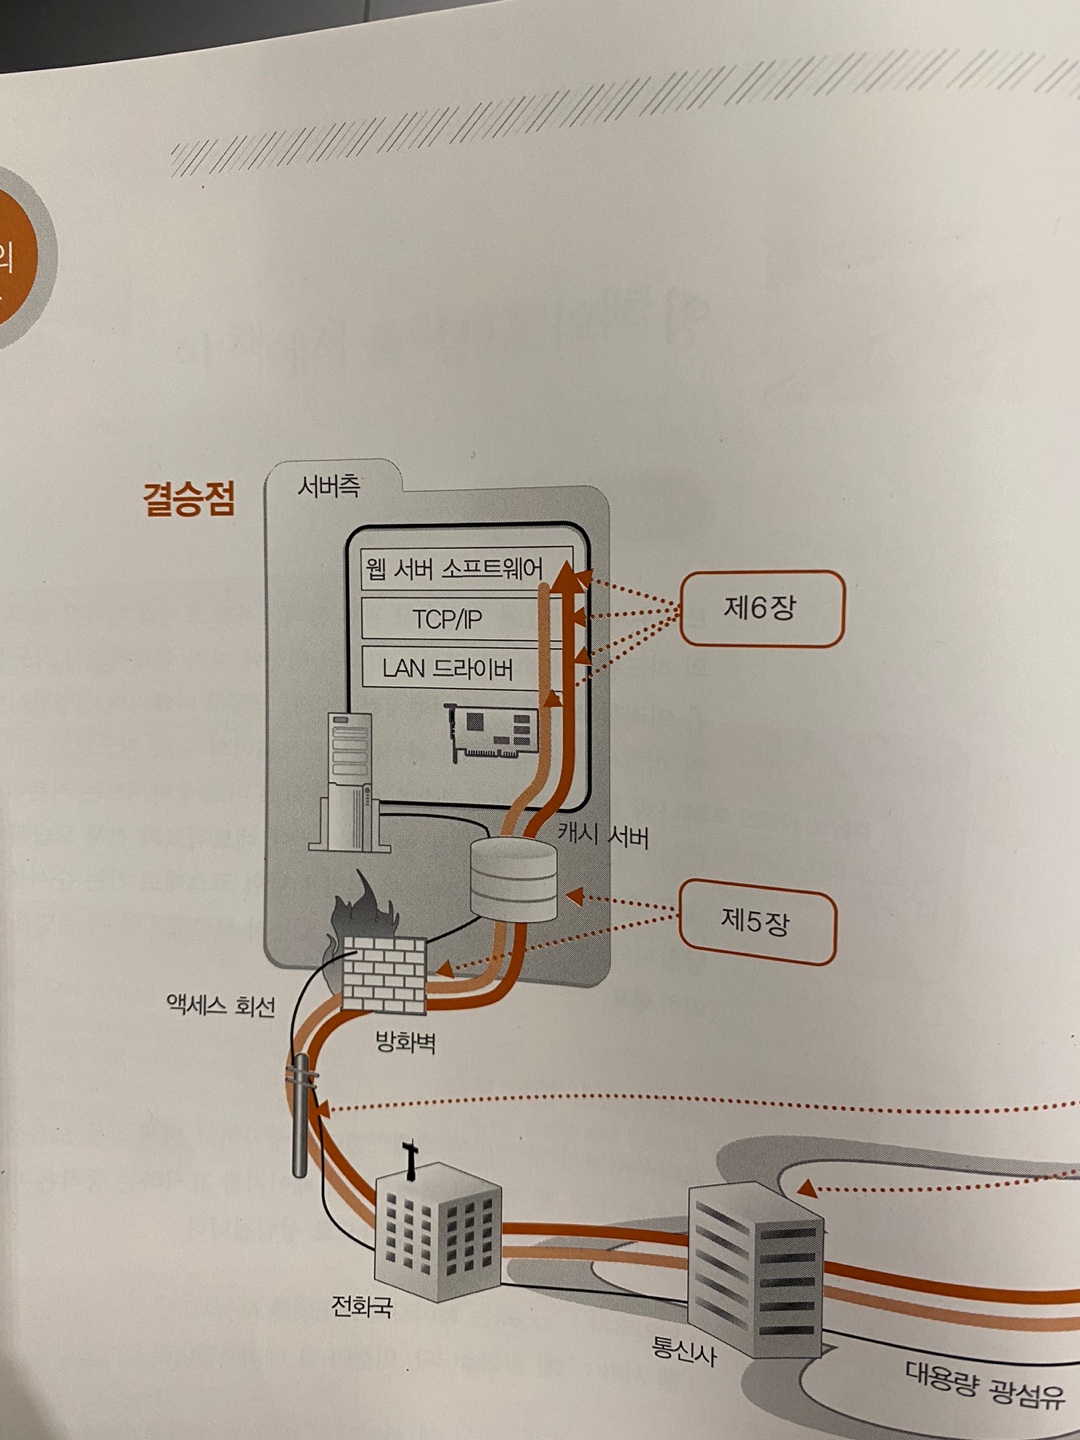 의
결승점
서버측
웹 서버 소프트웨어
TCP/IP
LAN 드라이버
제6장
캐시 서버
제5장
액세스 회선
방화벽
전화국
통신사
대용량 광섬유